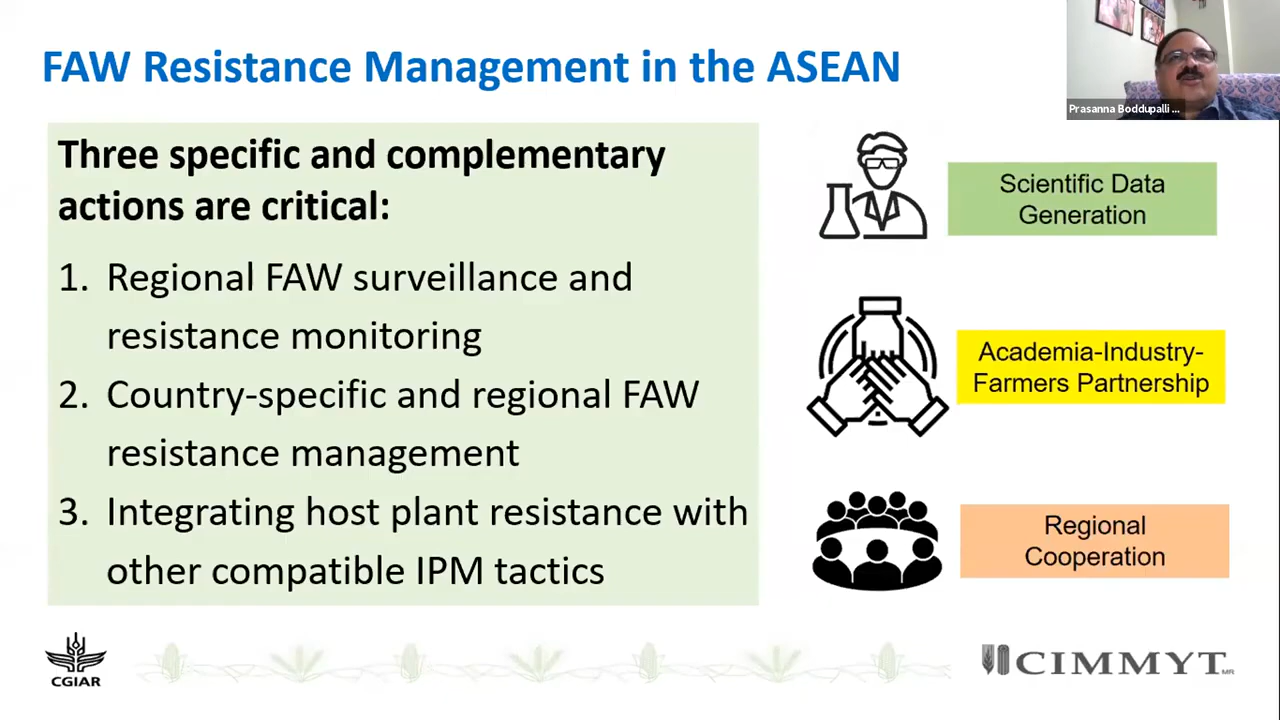 FAW Resistance Management in the ASEAN
Prasanna Boddupalli ...
Three specific and complementary
actions are critical:
1. Regional FAW surveillance and
resistance monitoring
2. Country-specific and regional FAW
resistance management
3. Integrating host plant resistance with
other compatible IPM tactics
Scientific Data
Generation
Academia-Industry-
Farmers Partnership
Regional
Cooperation
CGIAR
CIMMYT